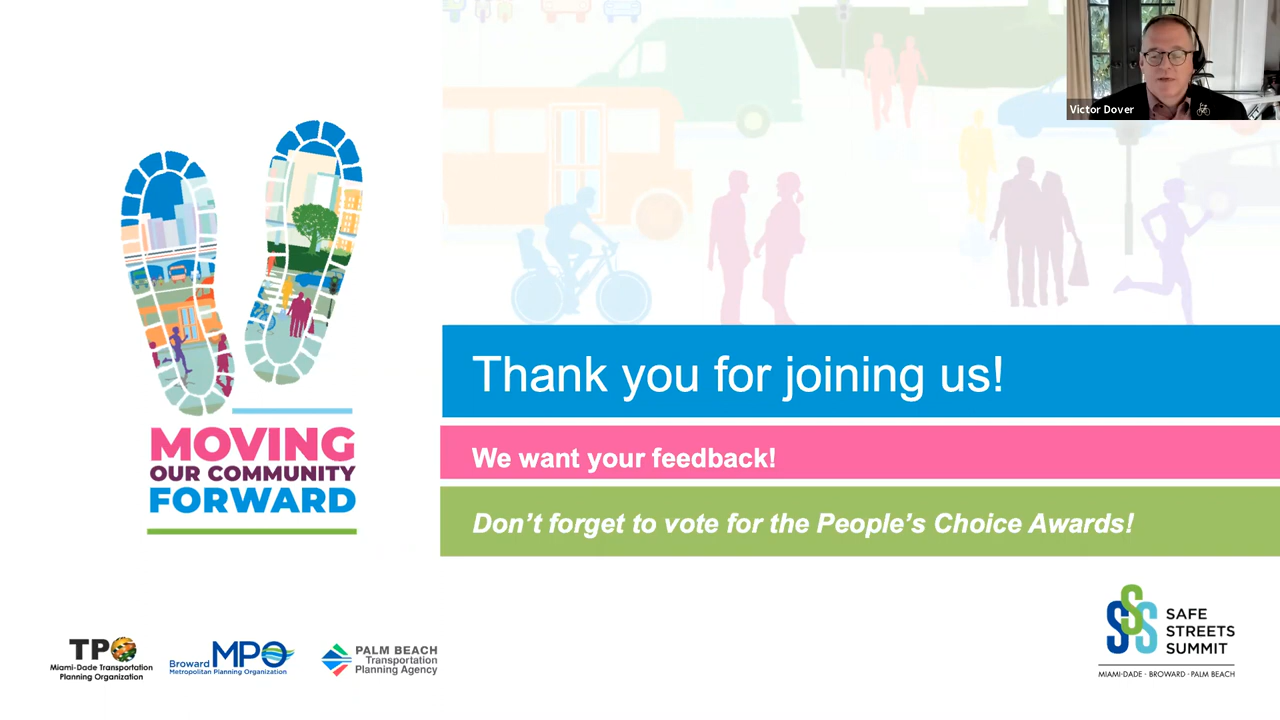 Victor Dover
MOVING
OUR COMMUNITY
FORWARD
Thank you for joining us!
We want your feedback!
Don’t forget to vote for the People’s Choice Awards!
TPO
Miami-Dade Transportation
Planning Organization
Broward MPO
Metropolitan Planning Organization
PALM BEACH
Transportation
Planning Agency
SSS
SAFE
STREETS
SUMMIT
MIAMI-DADE · BROWARD · PALM BEACH